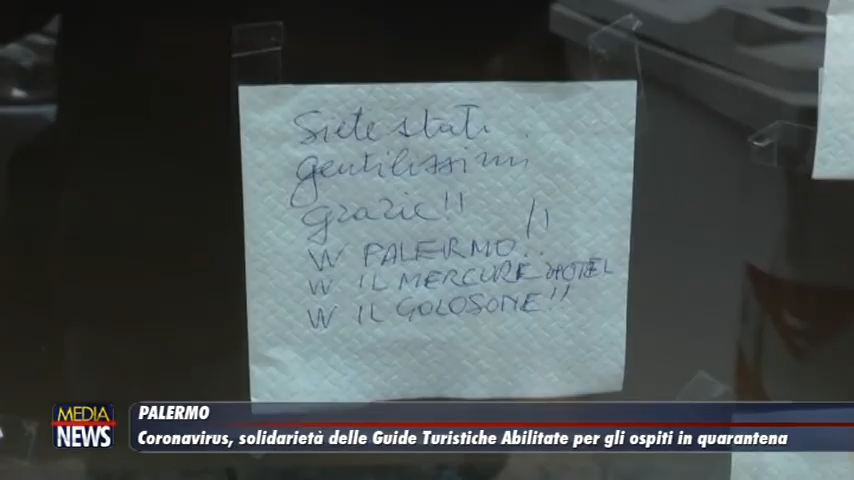 Siete stati
gentilissimi
grazie!!
W PALERMO!!
W IL MERCURE HOTEL
W IL GOLOSONE!!
MEDIA
NEWS
PALERMO
Coronavirus, solidarietà delle Guide Turistiche Abilitate per gli ospiti in quarantena